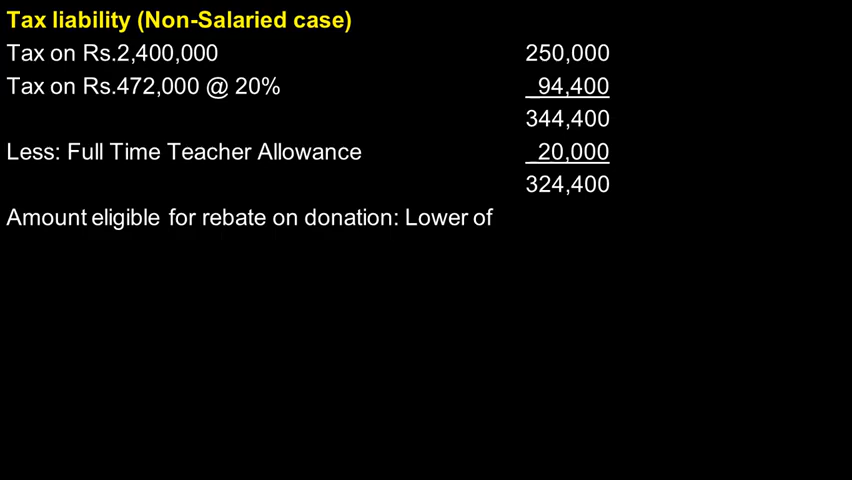 Tax liability (Non-Salaried case)
Tax on Rs.2,400,000 250,000
Tax on Rs.472,000 @ 20% 94,400
344,400
Less: Full Time Teacher Allowance 20,000
324,400
Amount eligible for rebate on donation: Lower of